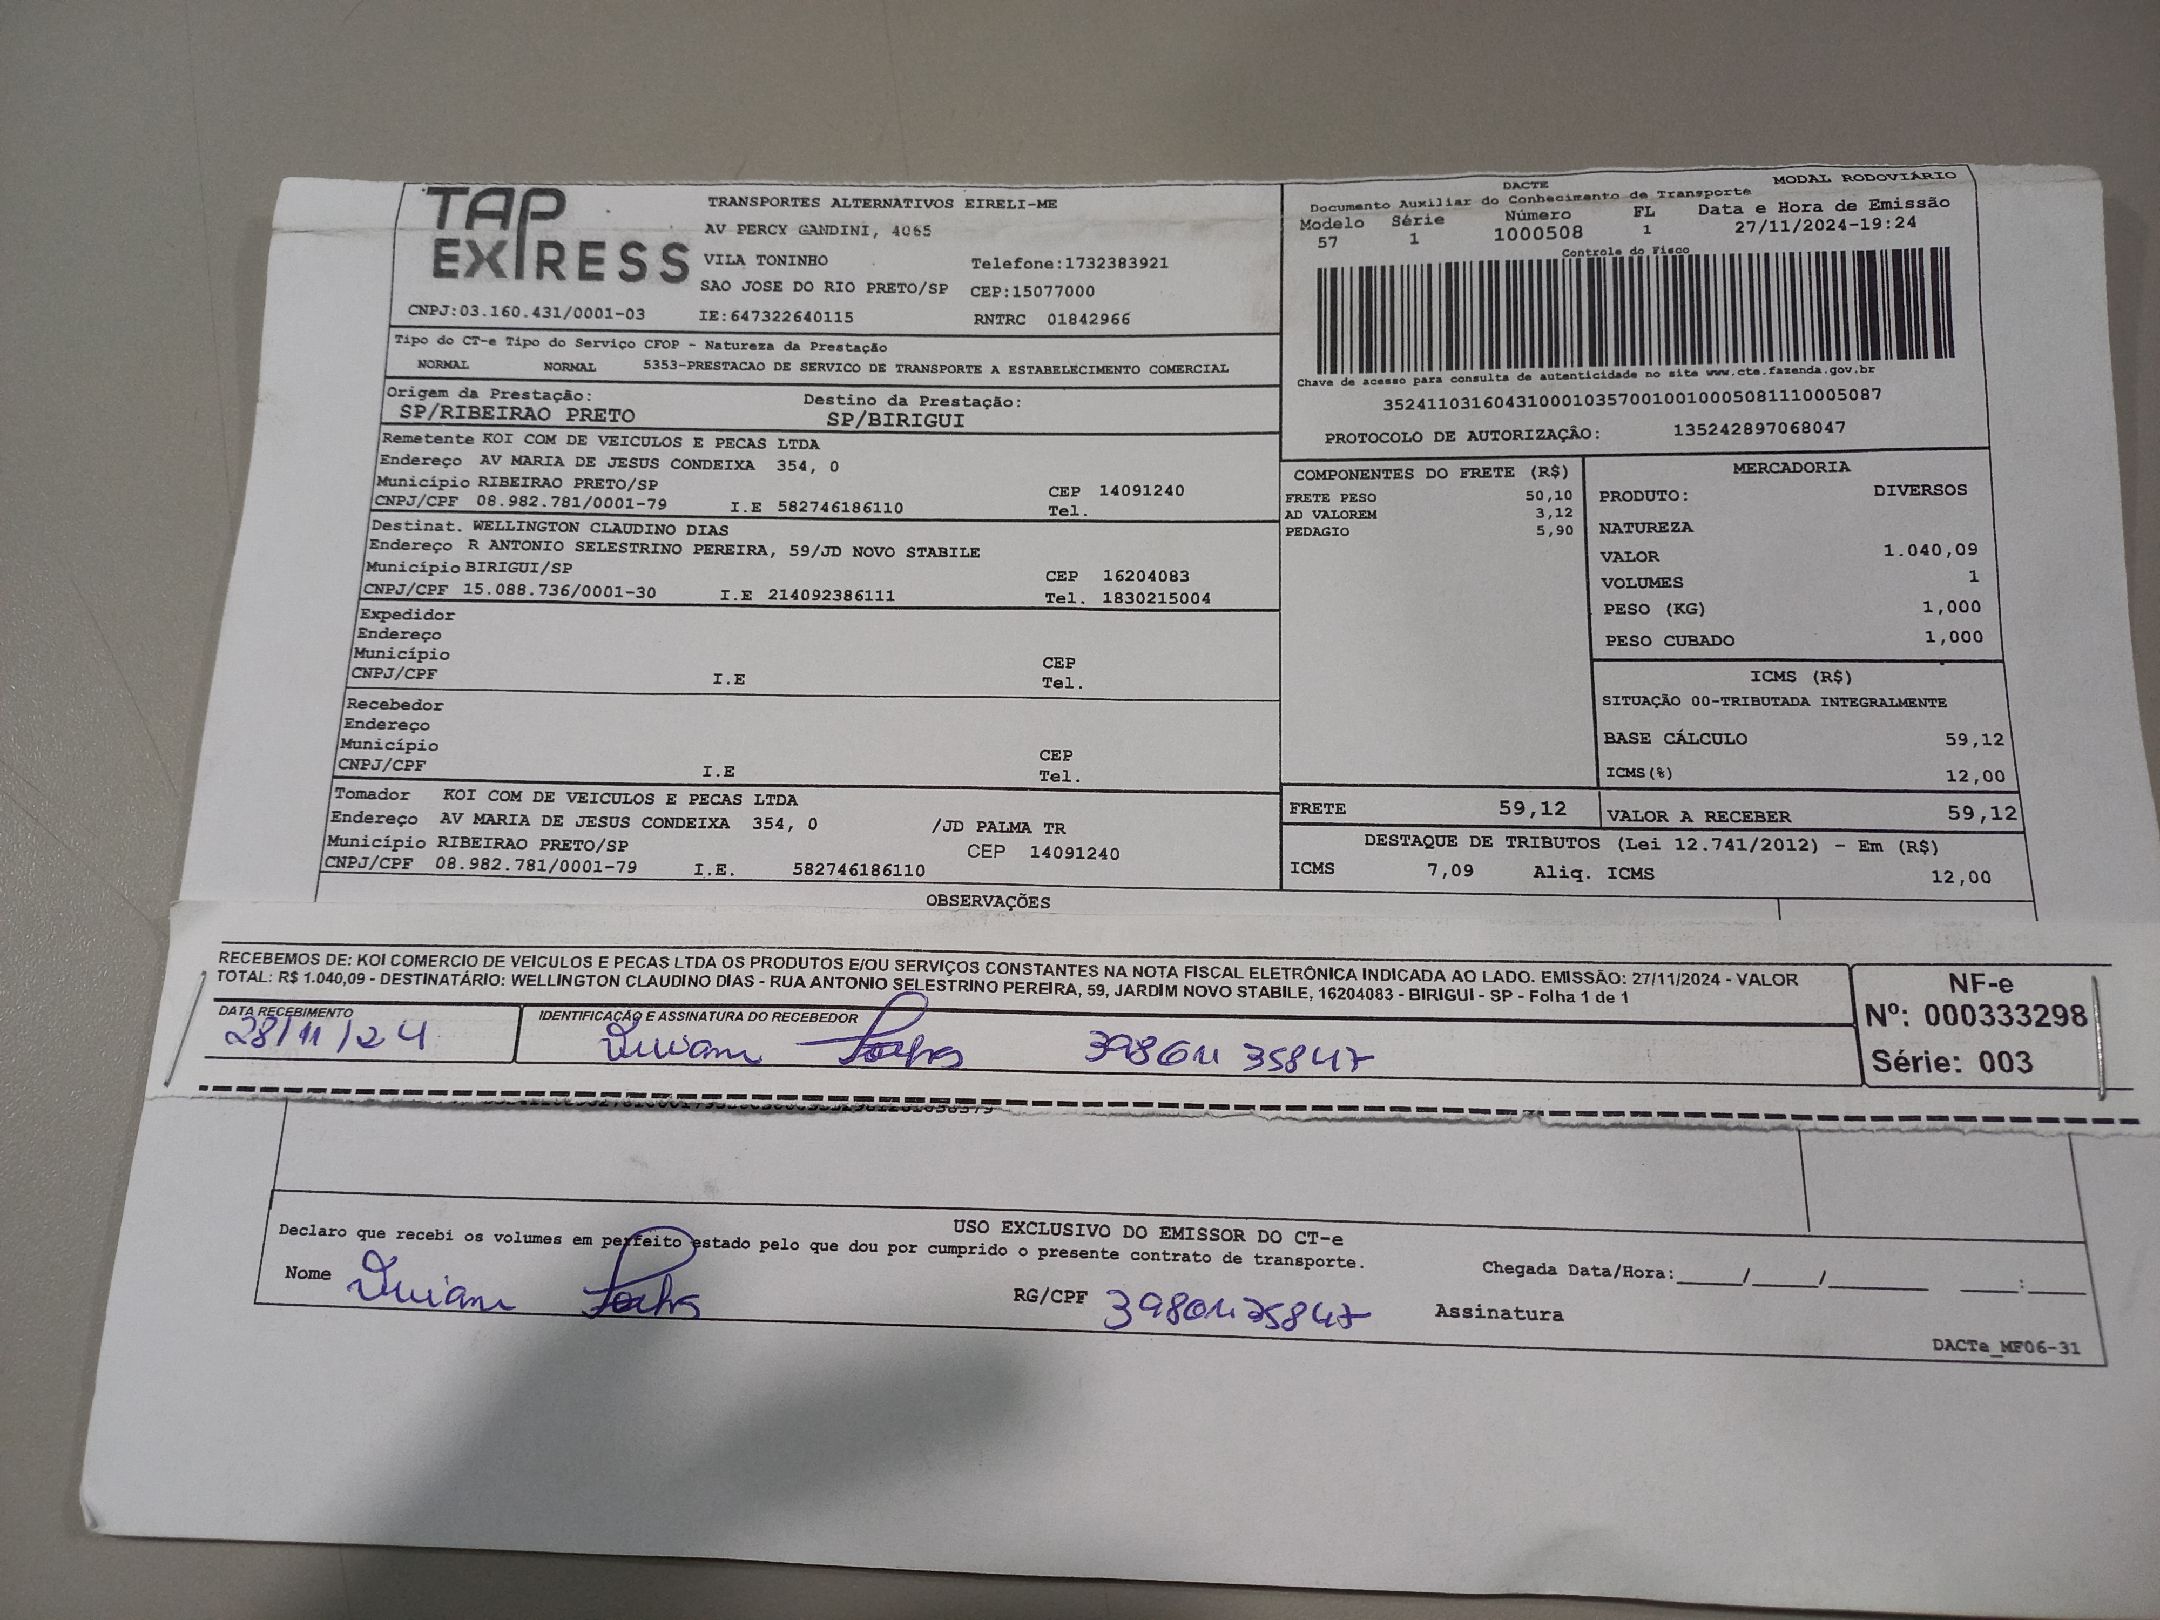 TAP EXPRESS
TRANSPORTES ALTERNATIVOS EIRELI-ME
AV PERCY GANDINI, 4065
VILA TONINHO Telefone:1732383921
SAO JOSE DO RIO PRETO/SP CEP:15077000
CNPJ:03.160.431/0001-03 IE:647322640115 RNTRC 01842966
DACTE MODAL RODOVIÁRIO
Documento Auxiliar do Conhecimento de Transporte
Modelo Série Número FL Data e Hora de Emissão
57 1 1000508 1 27/11/2024-19:24
Controle do Fisco
Chave de acesso para consulta de autenticidade no site www.cte.fazenda.gov.br
35241103160431000103570010010005081110005087
PROTOCOLO DE AUTORIZAÇÃO: 135242897068047
Tipo do CT-e Tipo do Serviço CFOP - Natureza da Prestação
NORMAL NORMAL 5353-PRESTACAO DE SERVICO DE TRANSPORTE A ESTABELECIMENTO COMERCIAL
Origem da Prestação: Destino da Prestação:
SP/RIBEIRAO PRETO SP/BIRIGUI
Remetente KOI COM DE VEICULOS E PECAS LTDA
Endereço AV MARIA DE JESUS CONDEIXA 354, 0
Município RIBEIRAO PRETO/SP CEP 14091240
CNPJ/CPF 08.982.781/0001-79 I.E 582746186110 Tel.
Destinat. WELLINGTON CLAUDINO DIAS
Endereço R ANTONIO SELESTRINO PEREIRA, 59/JD NOVO STABILE
Município BIRIGUI/SP CEP 16204083
CNPJ/CPF 15.088.736/0001-30 I.E 214092386111 Tel. 1830215004
Expedidor
Endereço
Município CEP
CNPJ/CPF I.E Tel.
Recebedor
Endereço
Município CEP
CNPJ/CPF I.E Tel.
Tomador KOI COM DE VEICULOS E PECAS LTDA
Endereço AV MARIA DE JESUS CONDEIXA 354, 0 /JD PALMA TR
Município RIBEIRAO PRETO/SP CEP 14091240
CNPJ/CPF 08.982.781/0001-79 I.E. 582746186110
COMPONENTES DO FRETE (R$)
FRETE PESO 50,10
AD VALOREM 3,12
PEDAGIO 5,90
MERCADORIA
PRODUTO: DIVERSOS
NATUREZA
VALOR 1.040,09
VOLUMES 1
PESO (KG) 1,000
PESO CUBADO 1,000
ICMS (R$)
SITUAÇÃO 00-TRIBUTADA INTEGRALMENTE
BASE CÁLCULO 59,12
ICMS(%) 12,00
FRETE 59,12 VALOR A RECEBER 59,12
DESTAQUE DE TRIBUTOS (Lei 12.741/2012) - Em (R$)
ICMS 7,09 Aliq. ICMS 12,00
OBSERVAÇÕES
RECEBEMOS DE: KOI COMERCIO DE VEICULOS E PECAS LTDA OS PRODUTOS E/OU SERVIÇOS CONSTANTES NA NOTA FISCAL ELETRÔNICA INDICADA AO LADO. EMISSÃO: 27/11/2024 - VALOR
TOTAL: R$ 1.040,09 - DESTINATÁRIO: WELLINGTON CLAUDINO DIAS - RUA ANTONIO SELESTRINO PEREIRA, 59, JARDIM NOVO STABILE, 16204083 - BIRIGUI - SP - Folha 1 de 1
DATA RECEBIMENTO IDENTIFICAÇÃO E ASSINATURA DO RECEBEDOR
28/11/24
NF-e
Nº: 000333298
Série: 003
USO EXCLUSIVO DO EMISSOR DO CT-e
Declaro que recebi os volumes em perfeito estado pelo que dou por cumprido o presente contrato de transporte.
Nome RG/CPF Chegada Data/Hora:_____/_____/_______ ____:____
Assinatura
DACTe_MF06-31